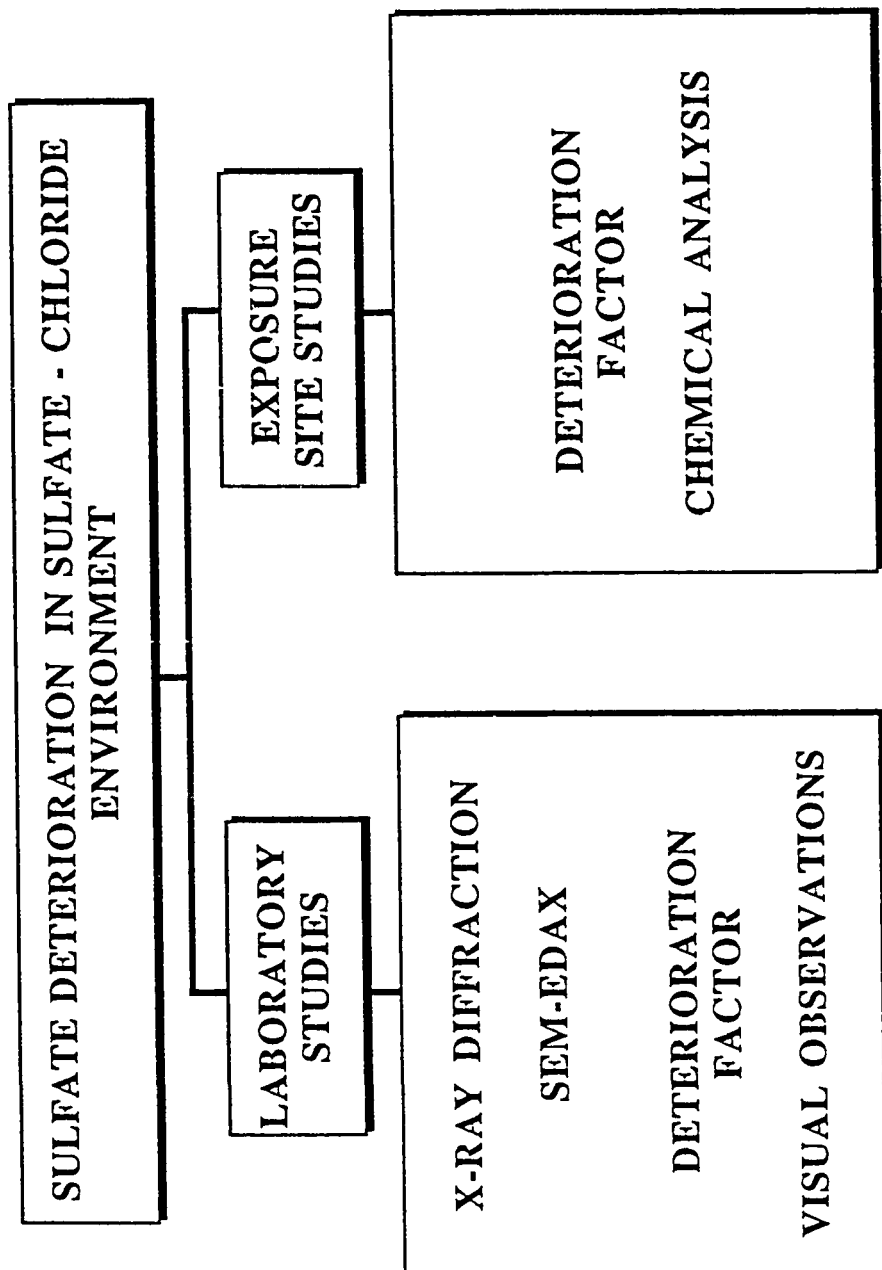 SULFATE DETERIORATION IN SULFATE - CHLORIDE
ENVIRONMENT
LABORATORY
STUDIES
X-RAY DIFFRACTION
SEM-EDAX
DETERIORATION
FACTOR
VISUAL OBSERVATIONS
EXPOSURE
SITE STUDIES
DETERIORATION
FACTOR
CHEMICAL ANALYSIS